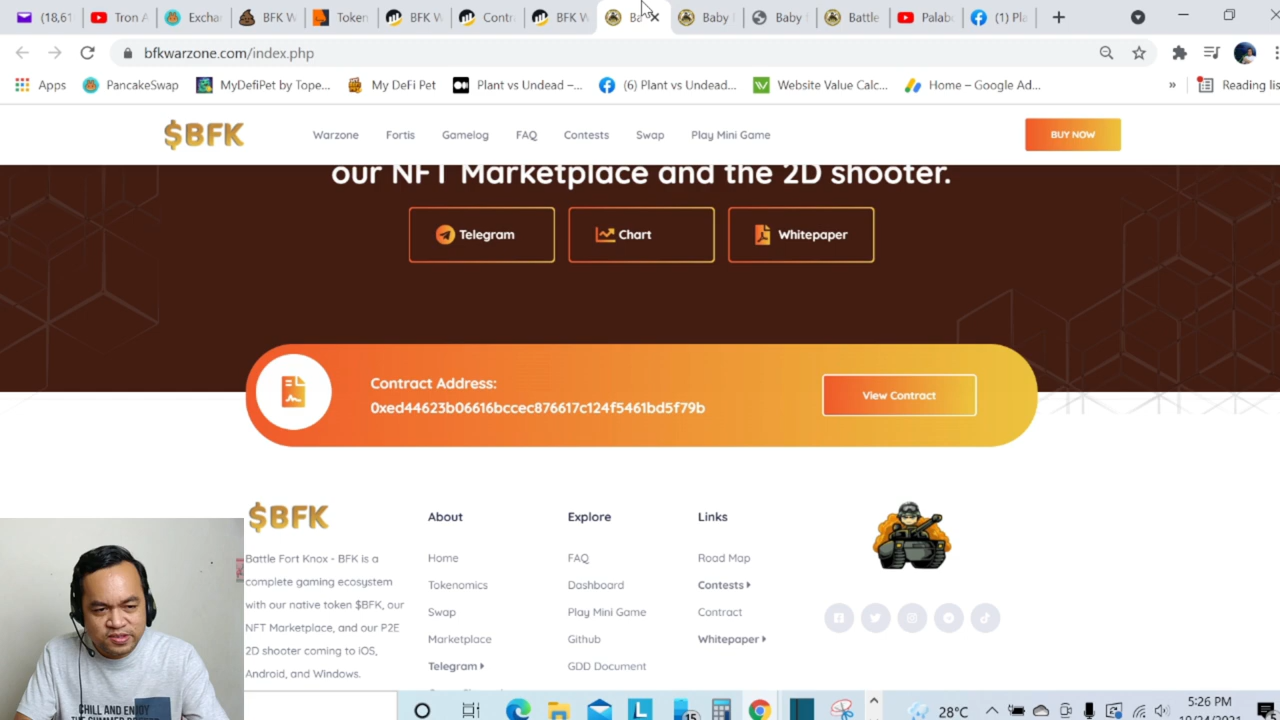 (18,61
Tron A
Excha
BFK W
Token
BFK W
Contr
BFK W
Ba
Baby
Baby
Battle
Palab
(1) Pla
bfkwarzone.com/index.php
Apps
PancakeSwap
MyDefiPet by Tope...
My DeFi Pet
Plant vs Undead –...
(6) Plant vs Undead...
Website Value Calc...
Home – Google Ad...
»
Reading lis
$BFK
Warzone
Fortis
Gamelog
FAQ
Contests
Swap
Play Mini Game
BUY NOW
our NFT Marketplace and the 2D shooter.
Telegram
Chart
Whitepaper
Contract Address:
0xed44623b06616bccec876617c124f5461bd5f79b
View Contract
$BFK
Battle Fort Knox - BFK is a
complete gaming ecosystem
with our native token $BFK, our
NFT Marketplace, and our P2E
2D shooter coming to iOS,
Android, and Windows.
About
Home
Tokenomics
Swap
Marketplace
Telegram
Explore
FAQ
Dashboard
Play Mini Game
Github
GDD Document
Links
Road Map
Contests
Contract
Whitepaper
CHILL AND ENJOY
THE SUMMER BREEZE
15
28°C
5:26 PM